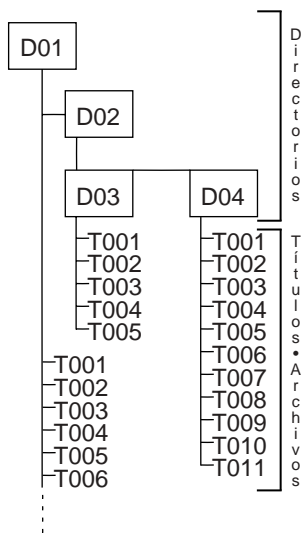 D01
D02
D03
D04
T001
T002
T003
T004
T005
T001
T002
T003
T004
T005
T006
T007
T008
T009
T010
T011
T001
T002
T003
T004
T005
T006
Directorios
Títulos • Archivos